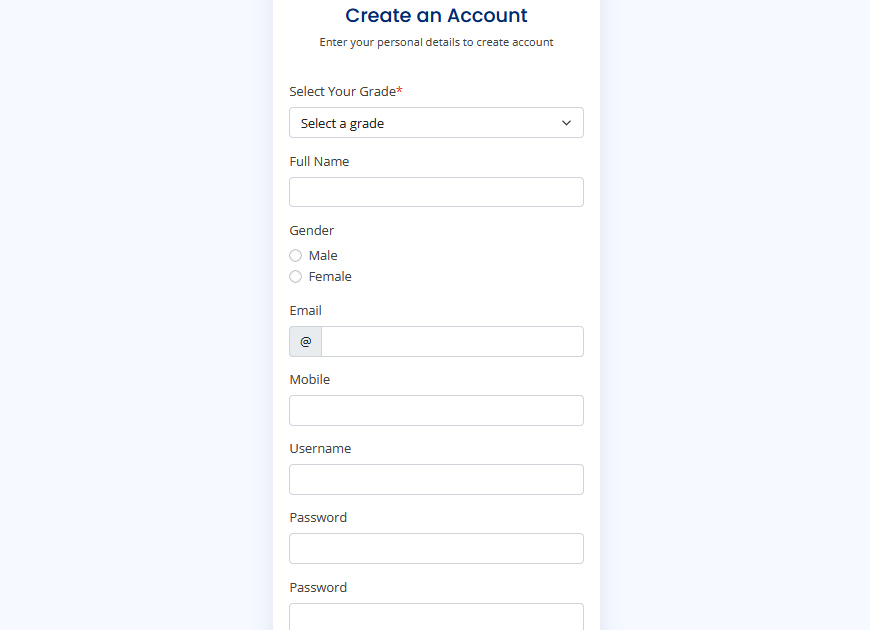 Create an Account
Enter your personal details to create account
Select Your Grade*
Select a grade
Full Name
Gender
Male
Female
Email
@
Mobile
Username
Password
Password